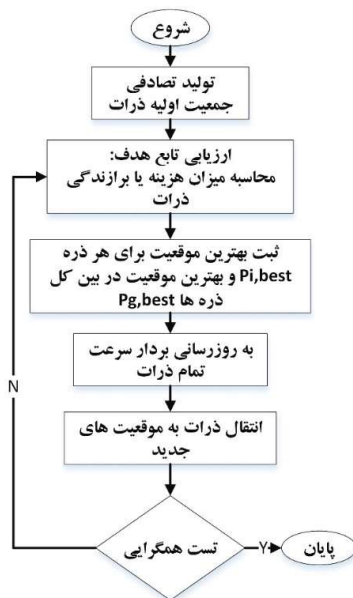 شروع
تولید تصادفی
جمعیت اولیه ذرات
ارزیابی تابع هدف:
محاسبه میزان هزینه یا برازندگی
ذرات
ثبت بهترین موقعیت برای هر ذره
Pi,best و بهترین موقعیت در بین کل
ذره ها Pg,best
به روزرسانی بردار سرعت
تمام ذرات
انتقال ذرات به موقعیت های
جدید
N
تست همگرایی
Y
پایان